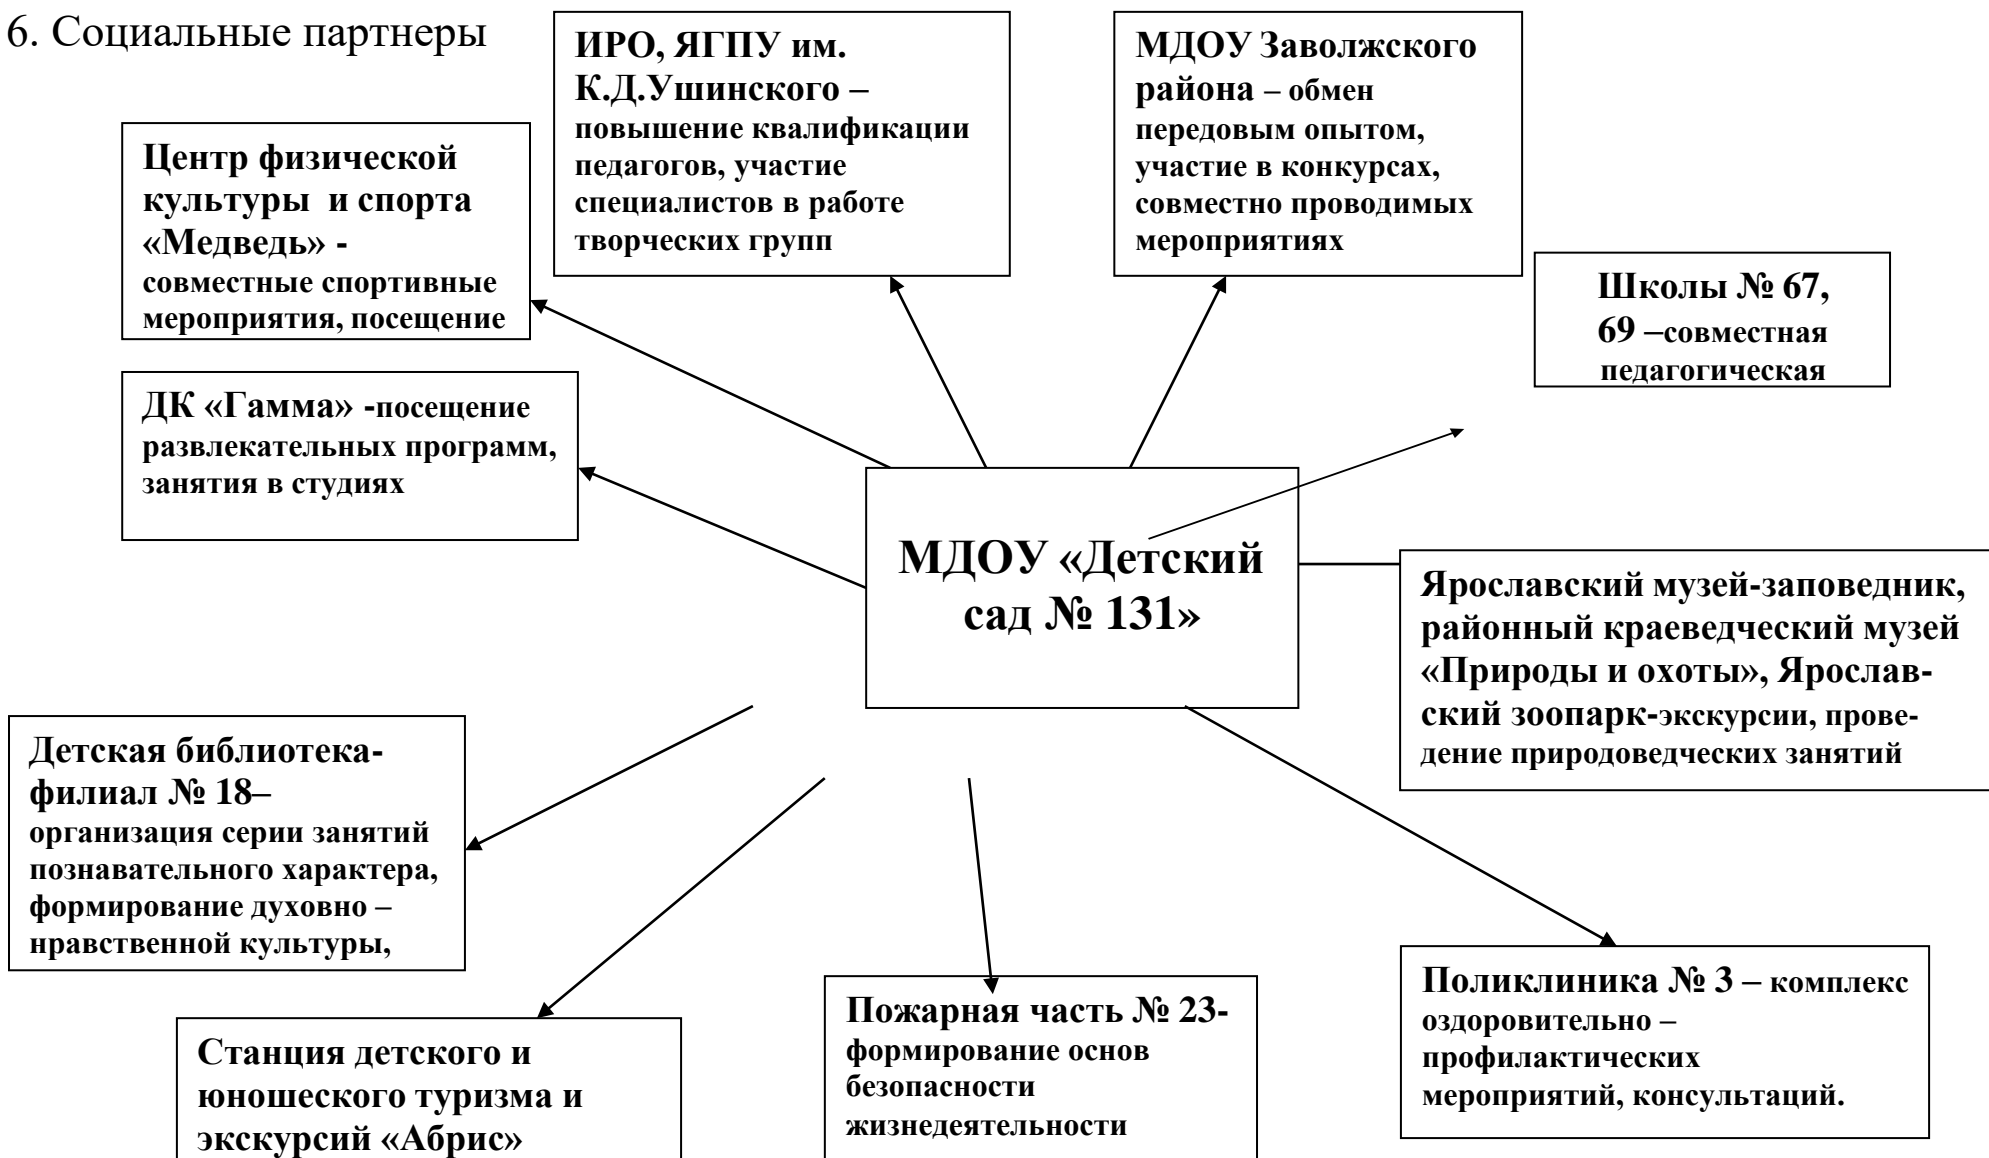 6. Социальные партнеры
ИРО, ЯГПУ им.
К.Д.Ушинского –
повышение квалификации
педагогов, участие
специалистов в работе
творческих групп
МДОУ Заволжского
района – обмен
передовым опытом,
участие в конкурсах,
совместно проводимых
мероприятиях
Центр физической
культуры и спорта
«Медведь» -
совместные спортивные
мероприятия, посещение
Школы № 67,
69 –совместная
педагогическая
ДК «Гамма» -посещение
развлекательных программ,
занятия в студиях
МДОУ «Детский
сад № 131»
Ярославский музей-заповедник,
районный краеведческий музей
«Природы и охоты», Ярослав-
ский зоопарк-экскурсии, прове-
дение природоведческих занятий
Детская библиотека-
филиал № 18–
организация серии занятий
познавательного характера,
формирование духовно –
нравственной культуры,
Поликлиника № 3 – комплекс
оздоровительно –
профилактических
мероприятий, консультаций.
Пожарная часть № 23-
формирование основ
безопасности
жизнедеятельности
Станция детского и
юношеского туризма и
экскурсий «Абрис»